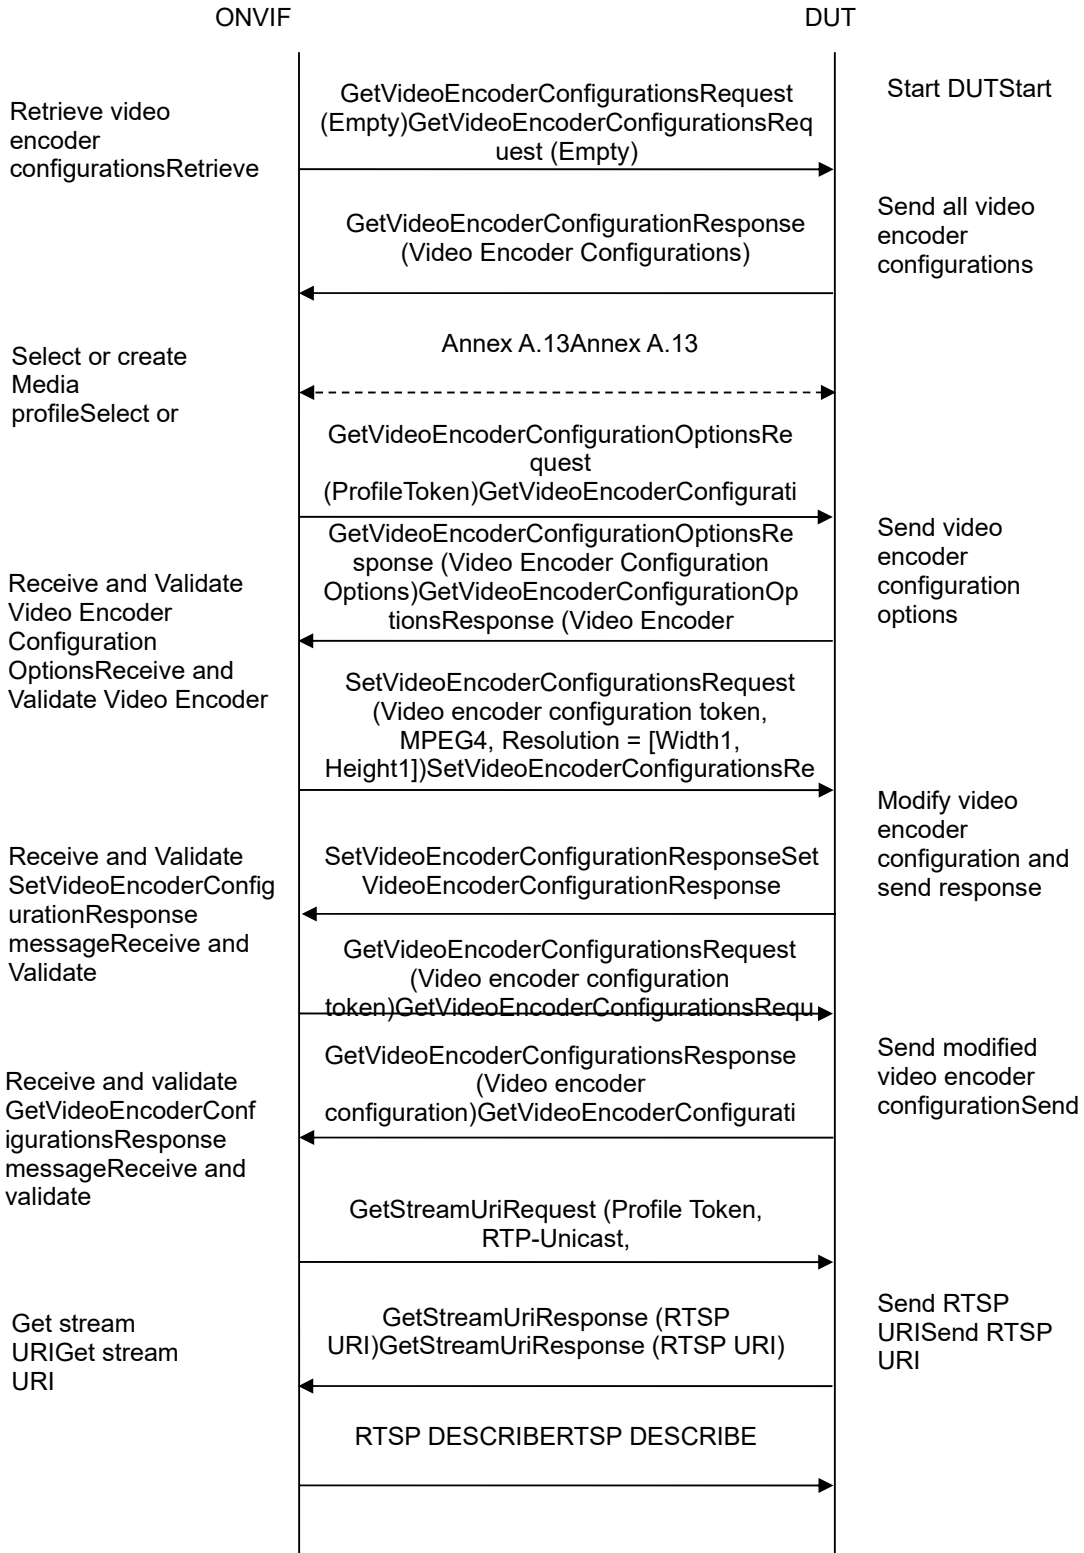 ONVIF
DUT
Start DUTStart
Retrieve video
encoder
configurationsRetrieve
GetVideoEncoderConfigurationsRequest
(Empty)GetVideoEncoderConfigurationsReq
uest (Empty)
Send all video
encoder
configurations
GetVideoEncoderConfigurationResponse
(Video Encoder Configurations)
Select or create
Media
profileSelect or
Annex A.13Annex A.13
GetVideoEncoderConfigurationOptionsRe
quest
(ProfileToken)GetVideoEncoderConfigurati
Send video
encoder
configuration
options
GetVideoEncoderConfigurationOptionsRe
sponse (Video Encoder Configuration
Options)GetVideoEncoderConfigurationOp
tionsResponse (Video Encoder
Receive and Validate
Video Encoder
Configuration
OptionsReceive and
Validate Video Encoder
SetVideoEncoderConfigurationsRequest
(Video encoder configuration token,
MPEG4, Resolution = [Width1,
Height1])SetVideoEncoderConfigurationsRe
Modify video
encoder
configuration and
send response
Receive and Validate
SetVideoEncoderConfig
urationResponse
messageReceive and
Validate
SetVideoEncoderConfigurationResponseSet
VideoEncoderConfigurationResponse
GetVideoEncoderConfigurationsRequest
(Video encoder configuration
token)GetVideoEncoderConfigurationsRequ
Send modified
video encoder
configurationSend
GetVideoEncoderConfigurationsResponse
(Video encoder
configuration)GetVideoEncoderConfigurati
Receive and validate
GetVideoEncoderConf
igurationsResponse
messageReceive and
validate
GetStreamUriRequest (Profile Token,
RTP-Unicast,
Send RTSP
URISend RTSP
URI
Get stream
URIGet stream
URI
GetStreamUriResponse (RTSP
URI)GetStreamUriResponse (RTSP URI)
RTSP DESCRIBERTSP DESCRIBE